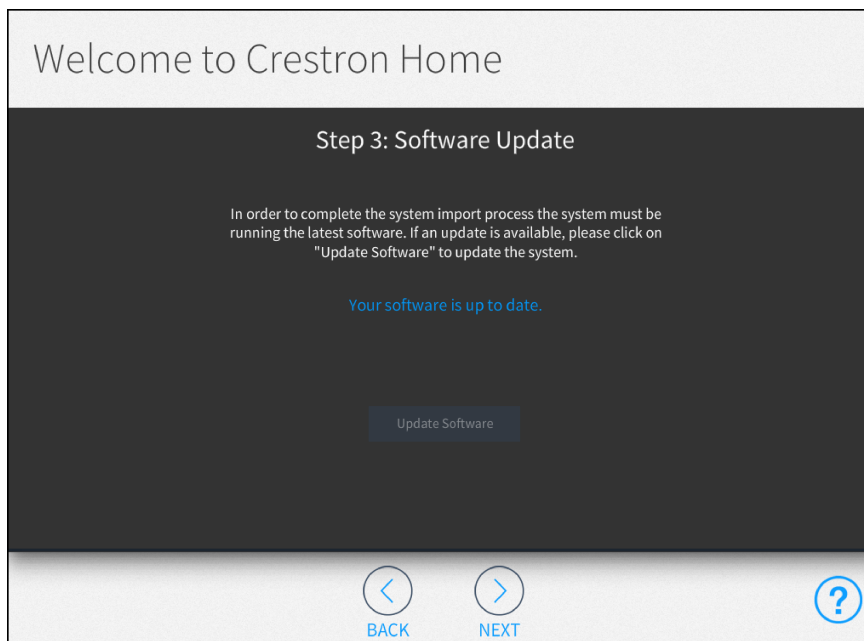 Welcome to Crestron Home
Step 3: Software Update
In order to complete the system import process the system must be
running the latest software. If an update is available, please click on
"Update Software" to update the system.
Your software is up to date.
Update Software
BACK
NEXT
?